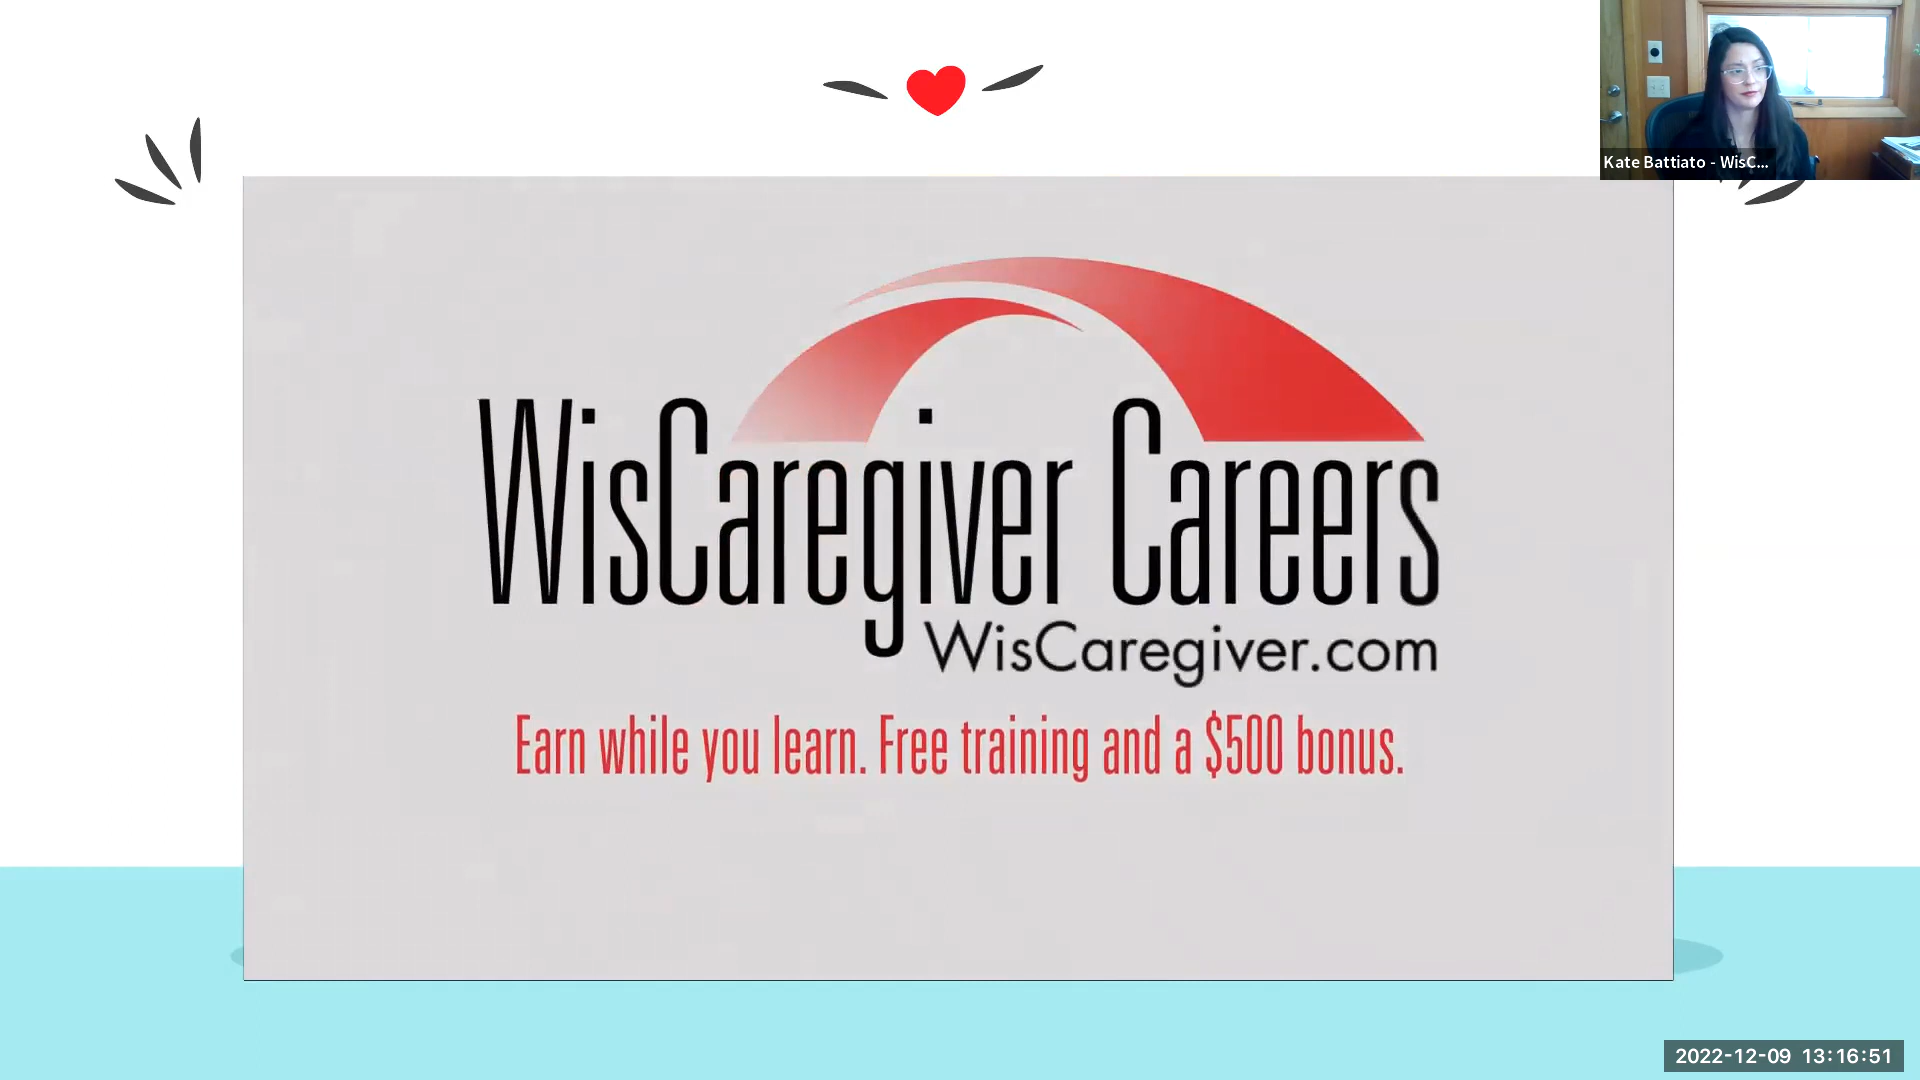 Kate Battiato - WisC...
WisCaregiver Careers
WisCaregiver.com
Earn while you learn. Free training and a $500 bonus.
2022-12-09 13:16:51